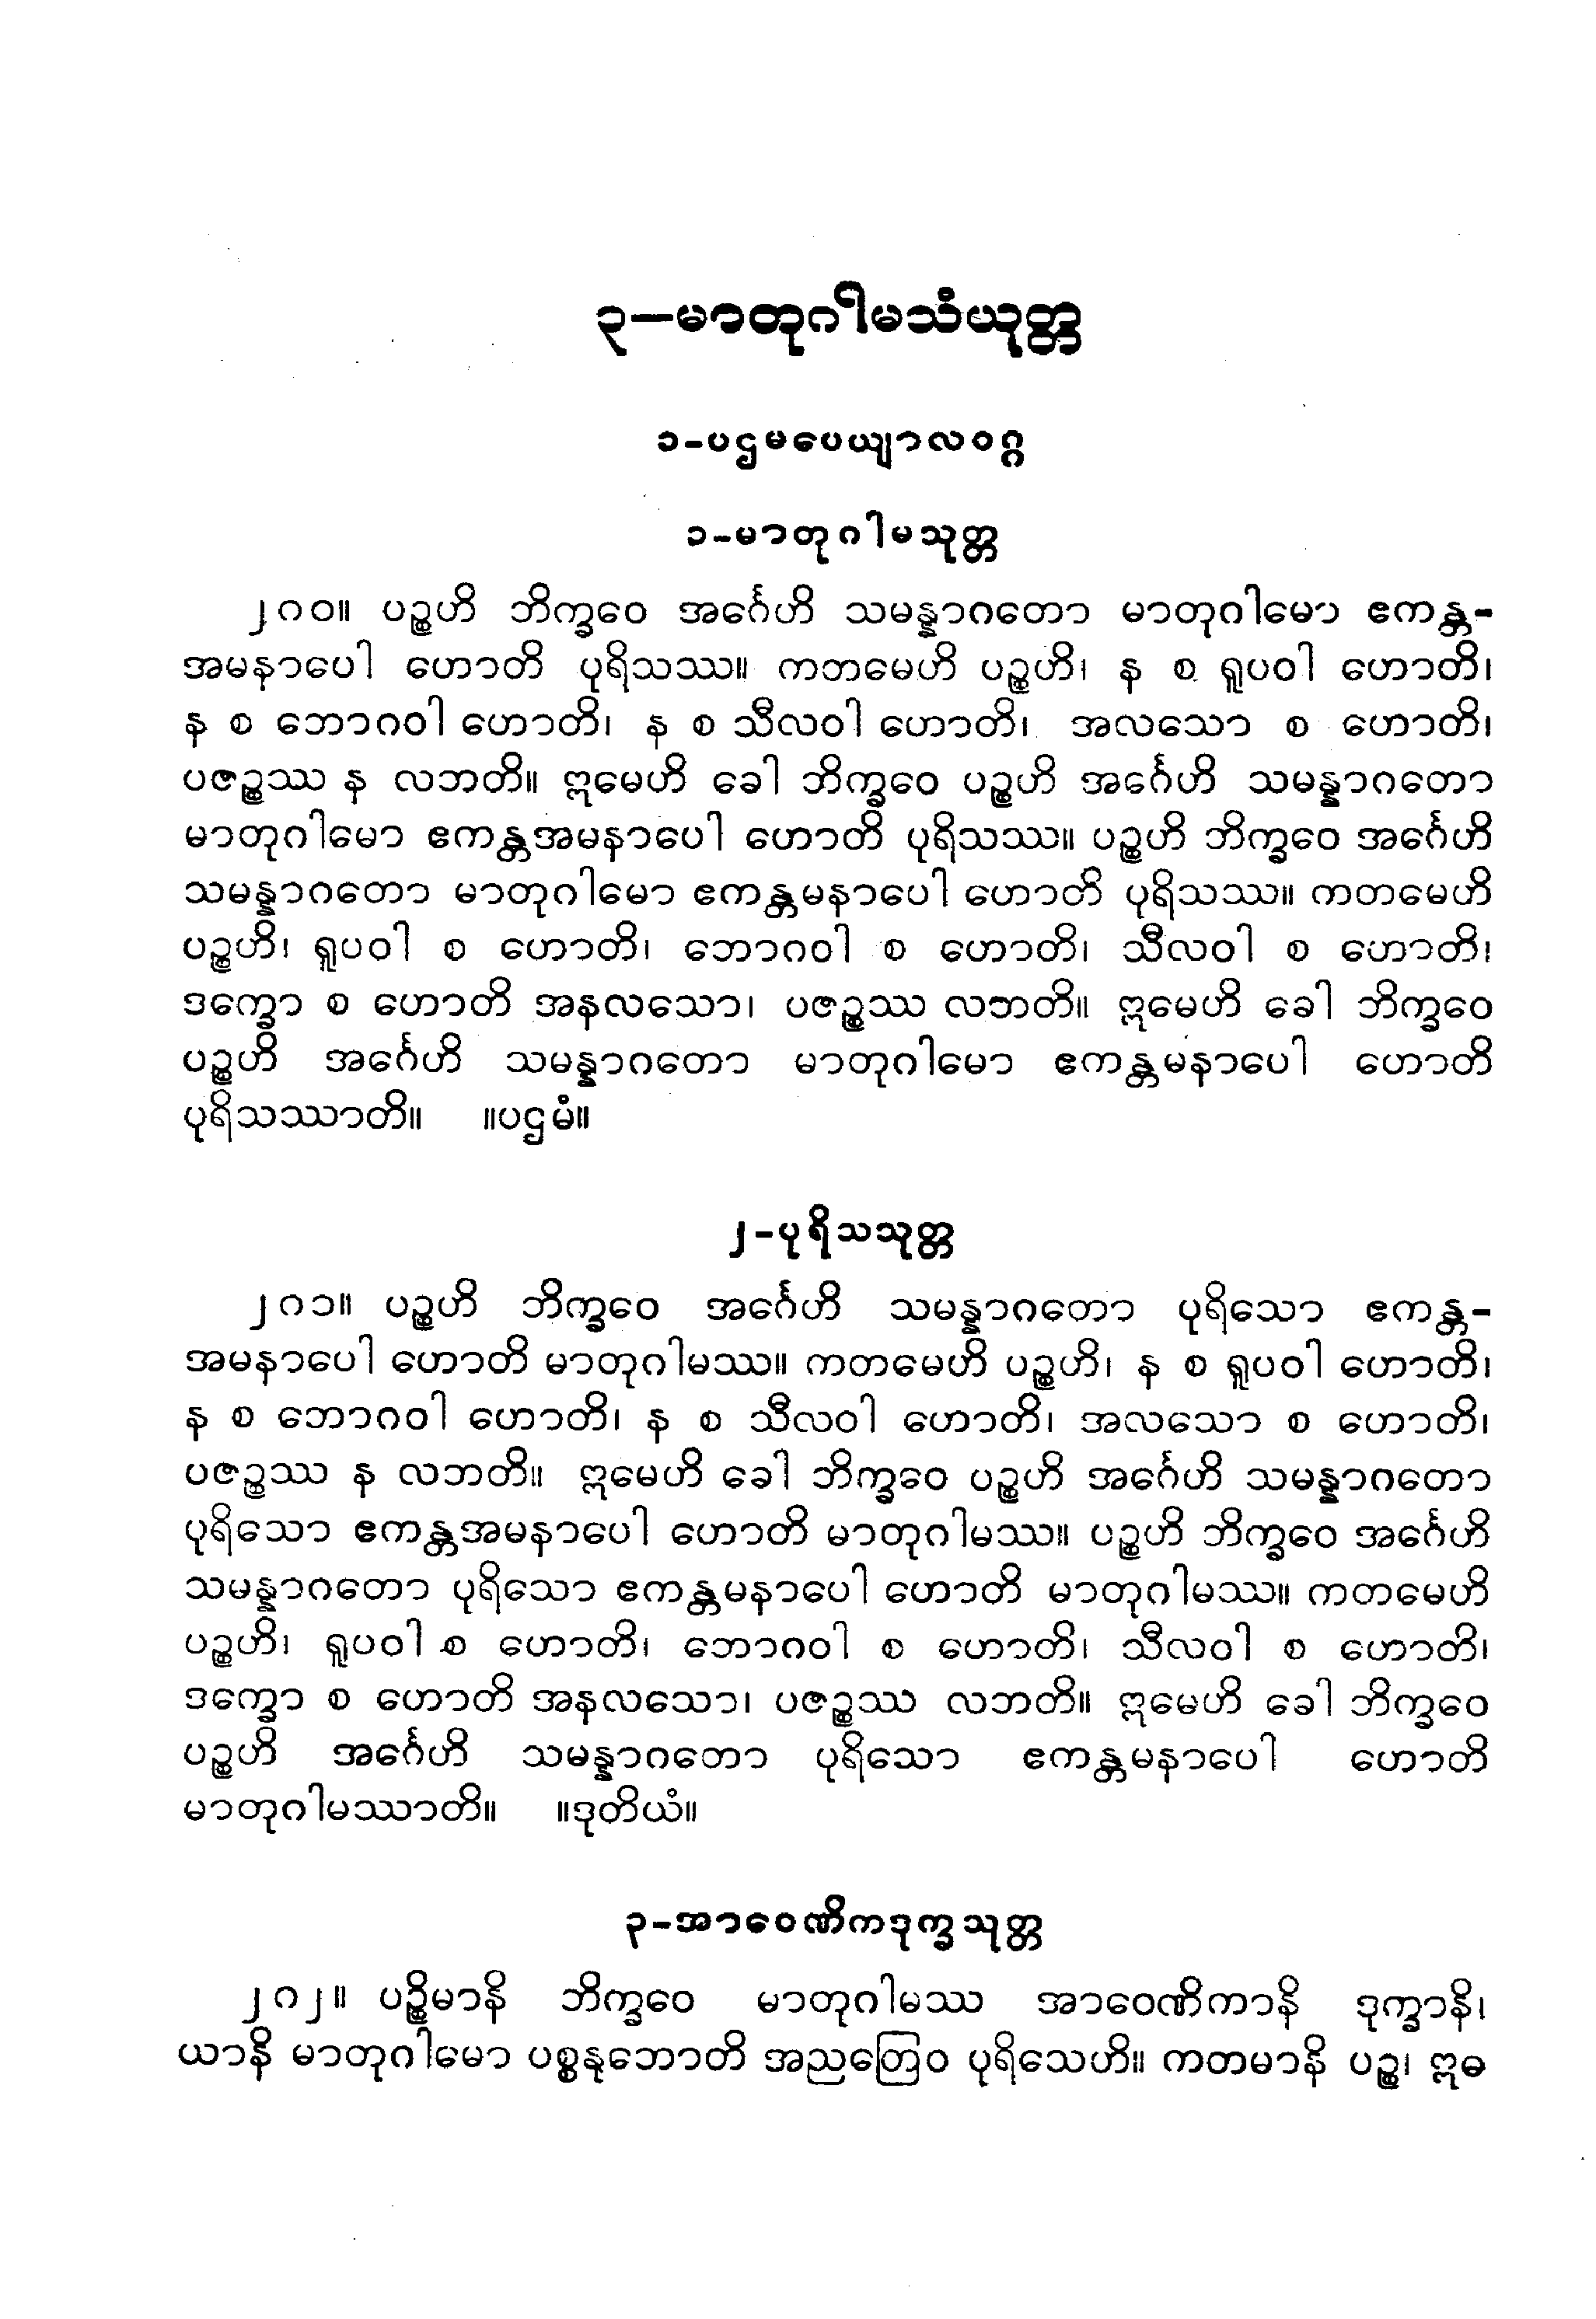 ၃—မာတုဂါမသံယုတ္တ
၁-ပဌမပေယျာလဝဂ္ဂ
၁-မာတုဂါမသုတ္တ
၂၈၀။ ပဉ္စဟိ ဘိက္ခဝေ အင်္ဂေဟိ သမန္နာဂတော မာတုဂါမော ဧကန္တ-
အမနာပေါ ဟောတိ ပုရိသဿ။ ကတမေဟိ ပဉ္စဟိ၊ န စ ရူပဝါ ဟောတိ၊
န စ ဘောဂဝါ ဟောတိ၊ န စ သီလဝါ ဟောတိ၊ အလသော စ ဟောတိ၊
ပဇဉ္စဿ န လဘတိ။ ဣမေဟိ ခေါ ဘိက္ခဝေ ပဉ္စဟိ အင်္ဂေဟိ သမန္နာဂတော
မာတုဂါမော ဧကန္တအမနာပေါ ဟောတိ ပုရိသဿ။ ပဉ္စဟိ ဘိက္ခဝေ အင်္ဂေဟိ
သမန္နာဂတော မာတုဂါမော ဧကန္တမနာပေါ ဟောတိ ပုရိသဿ။ ကတမေဟိ
ပဉ္စဟိ၊ ရူပဝါ စ ဟောတိ၊ ဘောဂဝါ စ ဟောတိ၊ သီလဝါ စ ဟောတိ၊
ဒက္ခော စ ဟောတိ အနလသော၊ ပဇဉ္စဿ လဘတိ။ ဣမေဟိ ခေါ ဘိက္ခဝေ
ပဉ္စဟိ အင်္ဂေဟိ သမန္နာဂတော မာတုဂါမော ဧကန္တမနာပေါ ဟောတိ
ပုရိသဿာတိ။ ။ပဌမံ။
၂-ပုရိသသုတ္တ
၂၈၁။ ပဉ္စဟိ ဘိက္ခဝေ အင်္ဂေဟိ သမန္နာဂတော ပုရိသော ဧကန္တ-
အမနာပေါ ဟောတိ မာတုဂါမဿ။ ကတမေဟိ ပဉ္စဟိ၊ န စ ရူပဝါ ဟောတိ၊
န စ ဘောဂဝါ ဟောတိ၊ န စ သီလဝါ ဟောတိ၊ အလသော စ ဟောတိ၊
ပဇဉ္စဿ န လဘတိ။ ဣမေဟိ ခေါ ဘိက္ခဝေ ပဉ္စဟိ အင်္ဂေဟိ သမန္နာဂတော
ပုရိသော ဧကန္တအမနာပေါ ဟောတိ မာတုဂါမဿ။ ပဉ္စဟိ ဘိက္ခဝေ အင်္ဂေဟိ
သမန္နာဂတော ပုရိသော ဧကန္တမနာပေါ ဟောတိ မာတုဂါမဿ။ ကတမေဟိ
ပဉ္စဟိ၊ ရူပဝါ စ ဟောတိ၊ ဘောဂဝါ စ ဟောတိ၊ သီလဝါ စ ဟောတိ၊
ဒက္ခော စ ဟောတိ အနလသော၊ ပဇဉ္စဿ လဘတိ။ ဣမေဟိ ခေါ ဘိက္ခဝေ
ပဉ္စဟိ အင်္ဂေဟိ သမန္နာဂတော ပုရိသော ဧကန္တမနာပေါ ဟောတိ
မာတုဂါမဿာတိ။ ။ဒုတိယံ။
၃-အာဝေဏိကဒုက္ခသုတ္တ
၂၈၂။ ပဉ္စိမာနိ ဘိက္ခဝေ မာတုဂါမဿ အာဝေဏိကာနိ ဒုက္ခာနိ၊
ယာနိ မာတုဂါမော ပစ္စနုဘောတိ အညတြေဝ ပုရိသေဟိ။ ကတမာနိ ပဉ္စ၊ ဣဓ